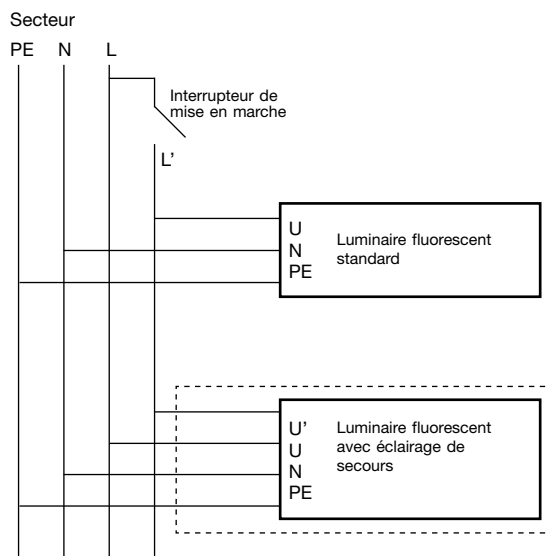 Secteur
PE N L
Interrupteur de
mise en marche
L'
U
N
PE
Luminaire fluorescent
standard
U'
U
N
PE
Luminaire fluorescent
avec éclairage de
secours